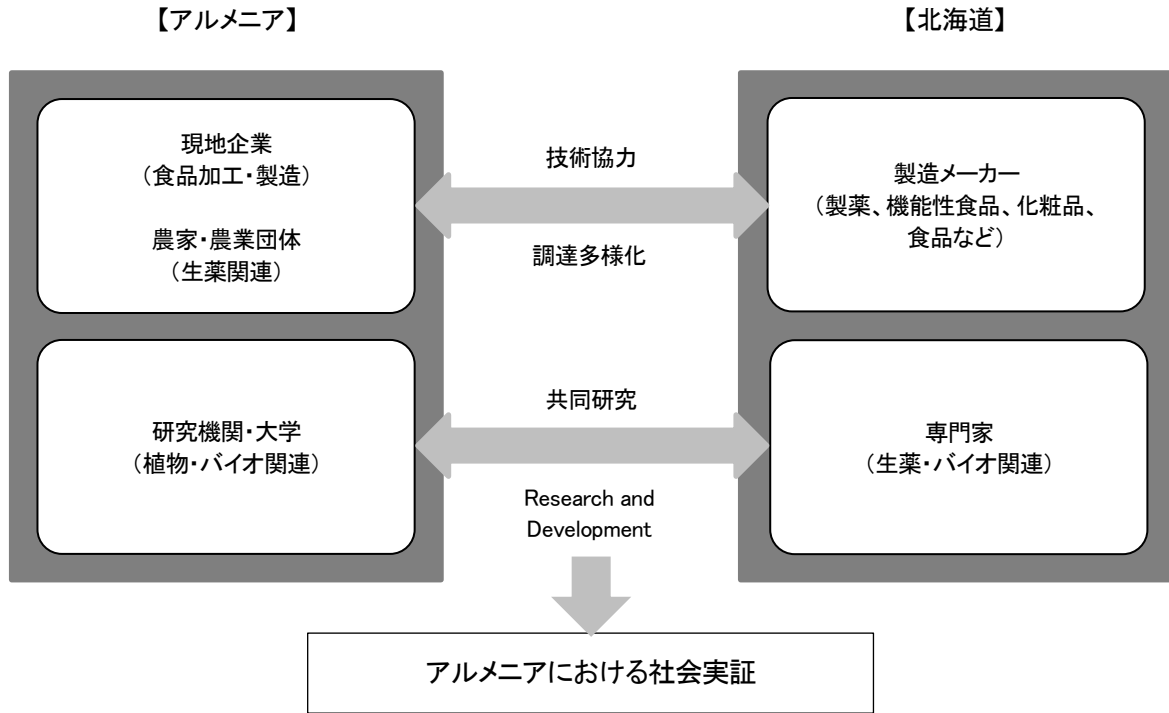 【アルメニア】
【北海道】
現地企業
（食品加工・製造）
農家・農業団体
（生薬関連）
技術協力
調達多様化
製造メーカー
（製薬、機能性食品、化粧品、
食品など）
研究機関・大学
（植物・バイオ関連）
共同研究
Research and
Development
専門家
（生薬・バイオ関連）
アルメニアにおける社会実証